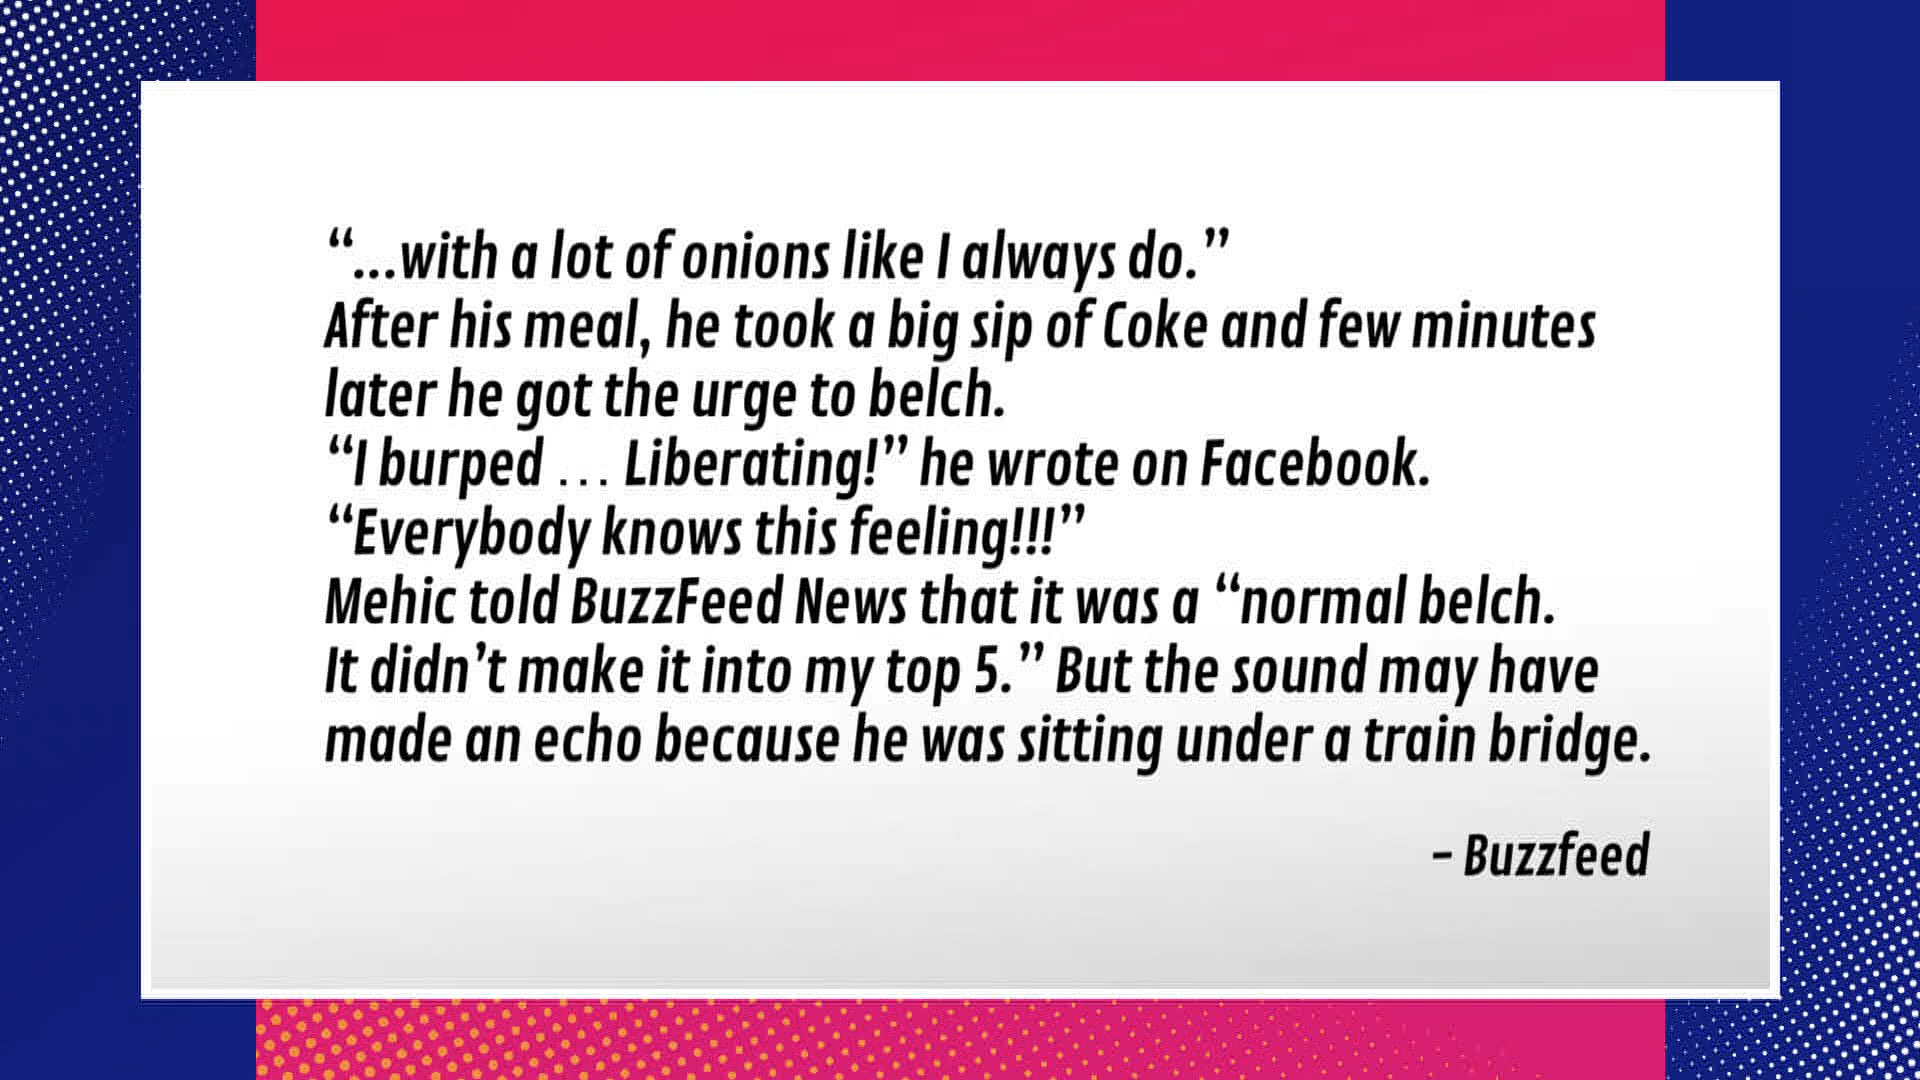 “...with a lot of onions like I always do.”
After his meal, he took a big sip of Coke and few minutes
later he got the urge to belch.
“I burped … Liberating!” he wrote on Facebook.
“Everybody knows this feeling!!!”
Mehic told BuzzFeed News that it was a “normal belch.
It didn’t make it into my top 5.” But the sound may have
made an echo because he was sitting under a train bridge.
– Buzzfeed